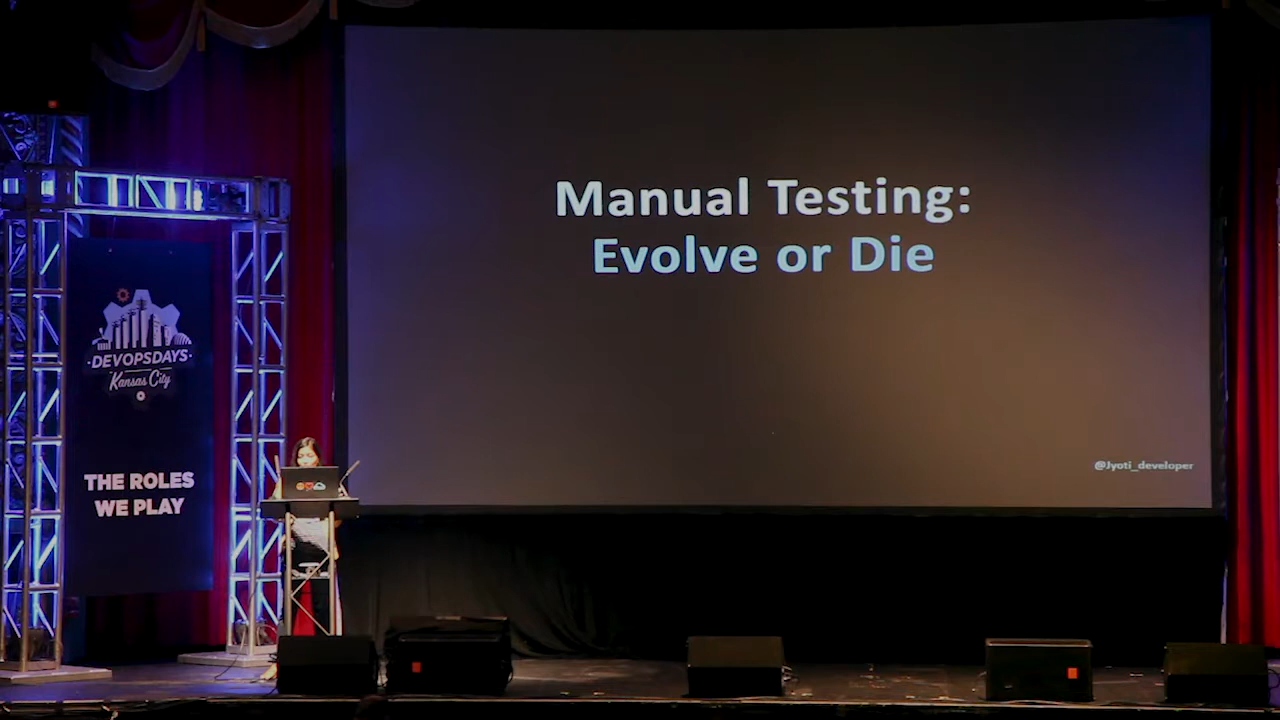 Manual Testing:
Evolve or Die
@Jyoti_developer
DEVOPSDAYS
Kansas City
THE ROLES
WE PLAY